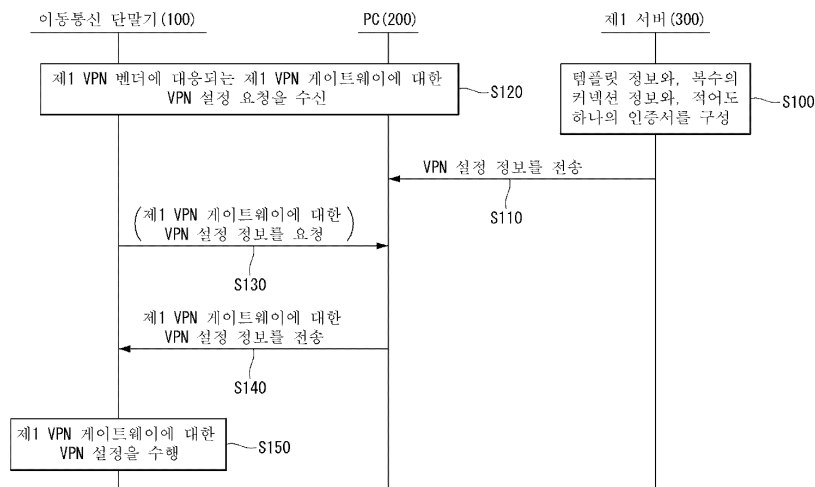 이동통신 단말기(100)
PC(200)
제1 서버(300)
제1 VPN 벤더에 대응되는 제1 VPN 게이트웨이에 대한
VPN 설정 요청을 수신
S120
템플릿 정보와, 복수의
커넥션 정보와, 적어도
하나의 인증서를 구성
S100
VPN 설정 정보를 전송
S110
(제1 VPN 게이트웨이에 대한
VPN 설정 정보를 요청)
S130
제1 VPN 게이트웨이에 대한
VPN 설정 정보를 전송
S140
제1 VPN 게이트웨이에 대한
VPN 설정을 수행
S150